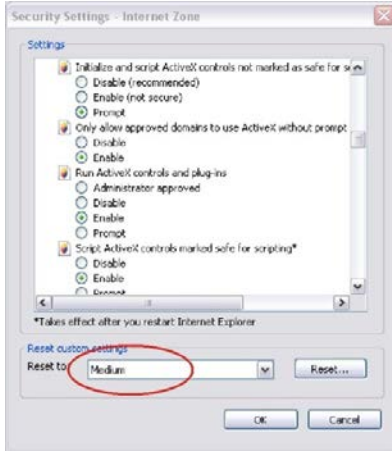 Security Settings - Internet Zone
Settings
Initialize and script ActiveX controls not marked as safe for s
Disable (recommended)
Enable (not secure)
Prompt
Only allow approved domains to use ActiveX without prompt
Disable
Enable
Run ActiveX controls and plug-ins
Administrator approved
Disable
Enable
Prompt
Script ActiveX controls marked safe for scripting*
Disable
Enable
Prompt
*Takes effect after you restart Internet Explorer
Reset custom settings
Reset to
Medium
Reset...
OK
Cancel